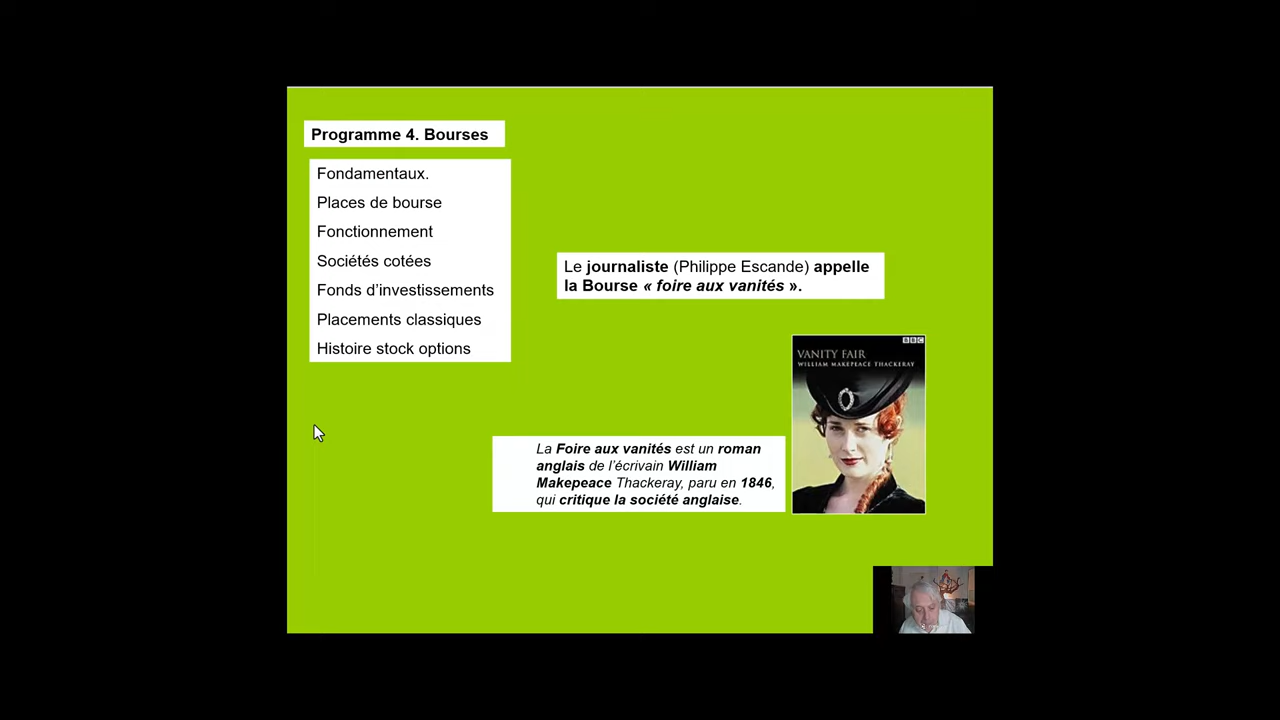 Programme 4. Bourses
Fondamentaux.
Places de bourse
Fonctionnement
Sociétés cotées
Fonds d’investissements
Placements classiques
Histoire stock options
Le journaliste (Philippe Escande) appelle
la Bourse « foire aux vanités ».
BBC
VANITY FAIR
WILLIAM MAKEPEACE THACKERAY
La Foire aux vanités est un roman
anglais de l’écrivain William
Makepeace Thackeray, paru en 1846,
qui critique la société anglaise.